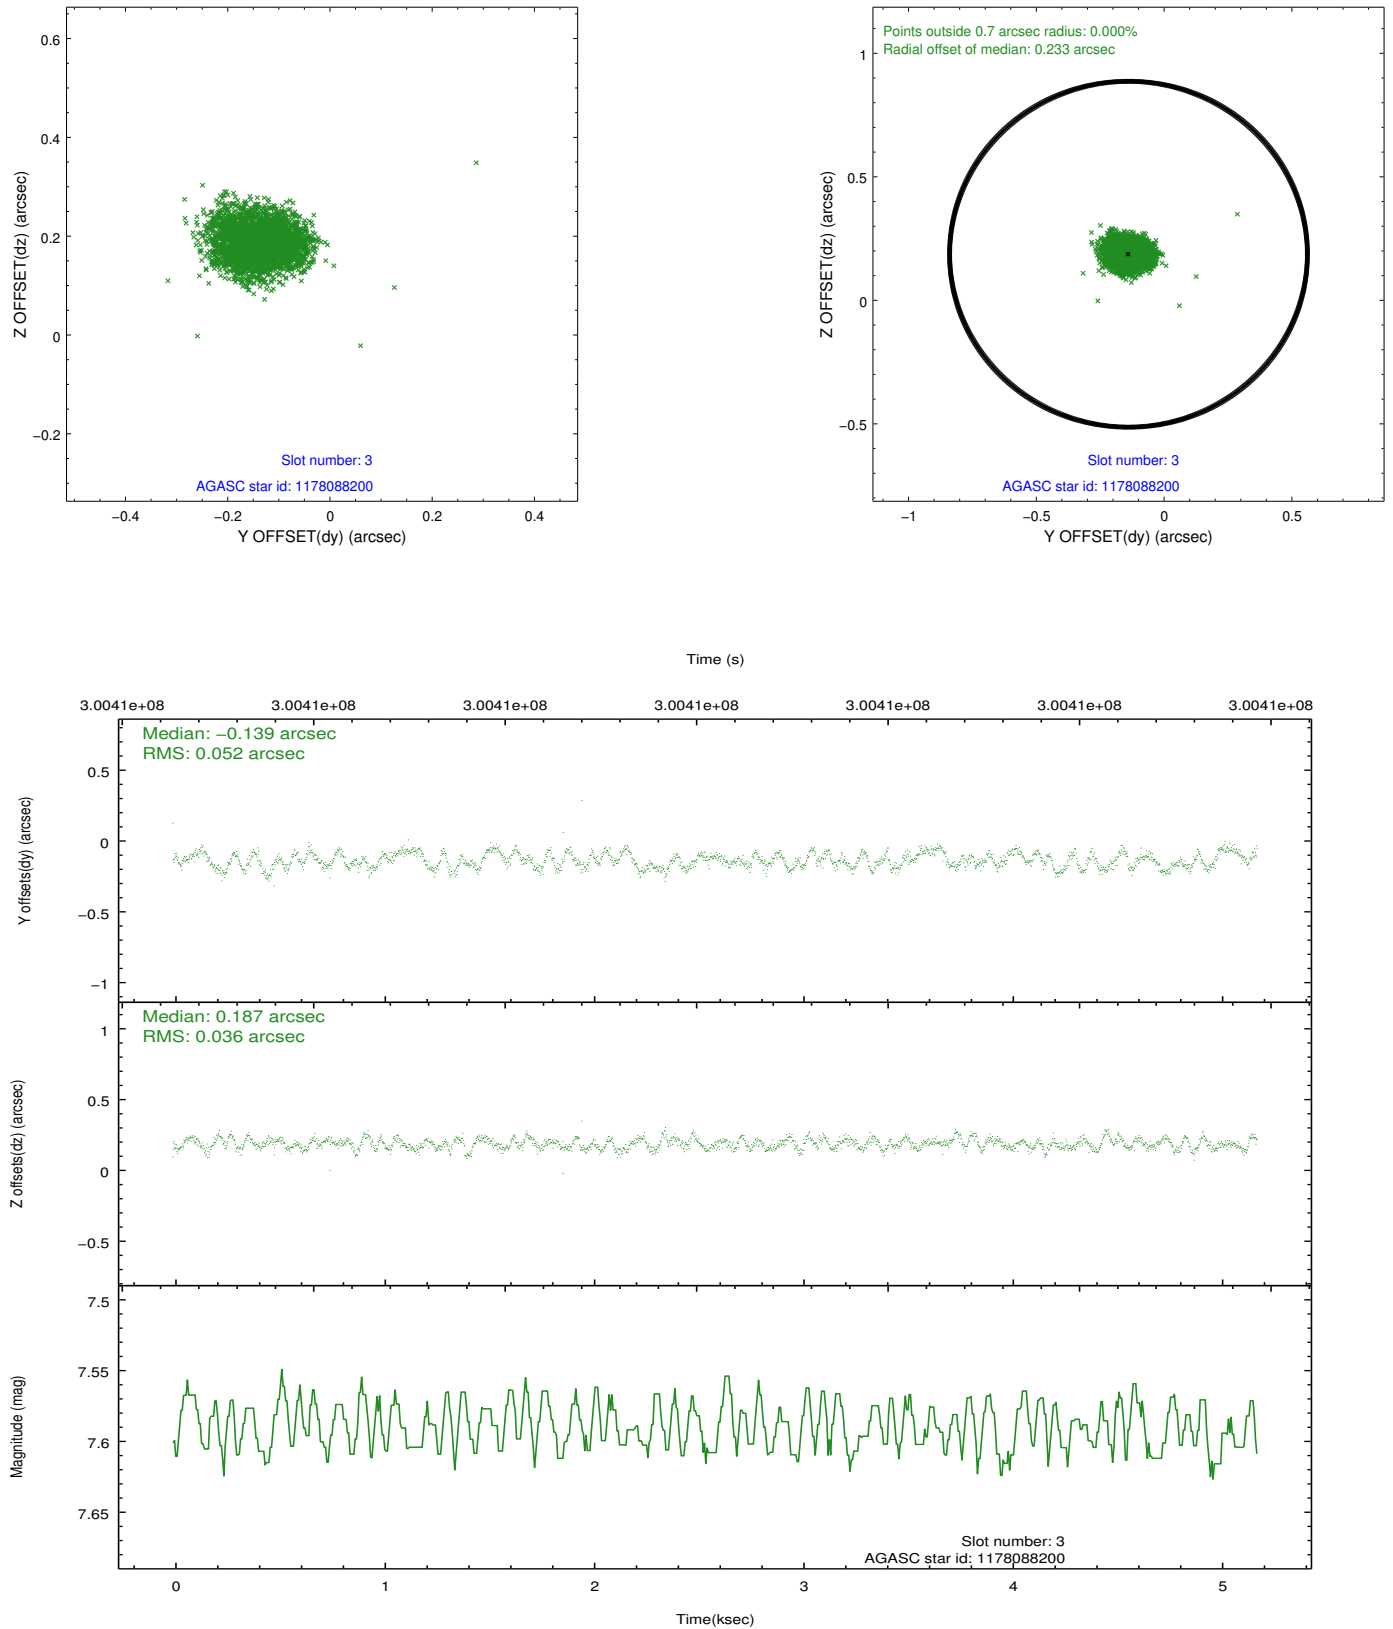 0.6
0.4
0.2
0
−0.2
Z OFFSET(dz) (arcsec)
Slot number: 3
AGASC star id: 1178088200
−0.4 −0.2 0 0.2 0.4
Y OFFSET(dy) (arcsec)
Points outside 0.7 arcsec radius: 0.000%
Radial offset of median: 0.233 arcsec
1
0.5
0
−0.5
Z OFFSET(dz) (arcsec)
Slot number: 3
AGASC star id: 1178088200
−1 −0.5 0 0.5
Y OFFSET(dy) (arcsec)
Time (s)
3.0041e+08 3.0041e+08 3.0041e+08 3.0041e+08 3.0041e+08 3.0041e+08 3.0041e+08
Median: −0.139 arcsec
RMS: 0.052 arcsec
0.5
0
−0.5
−1
Y offsets(dy) (arcsec)
Median: 0.187 arcsec
RMS: 0.036 arcsec
1
0.5
0
−0.5
Z offsets(dz) (arcsec)
7.5
7.55
7.6
7.65
Magnitude (mag)
Slot number: 3
AGASC star id: 1178088200
0 1 2 3 4 5
Time(ksec)